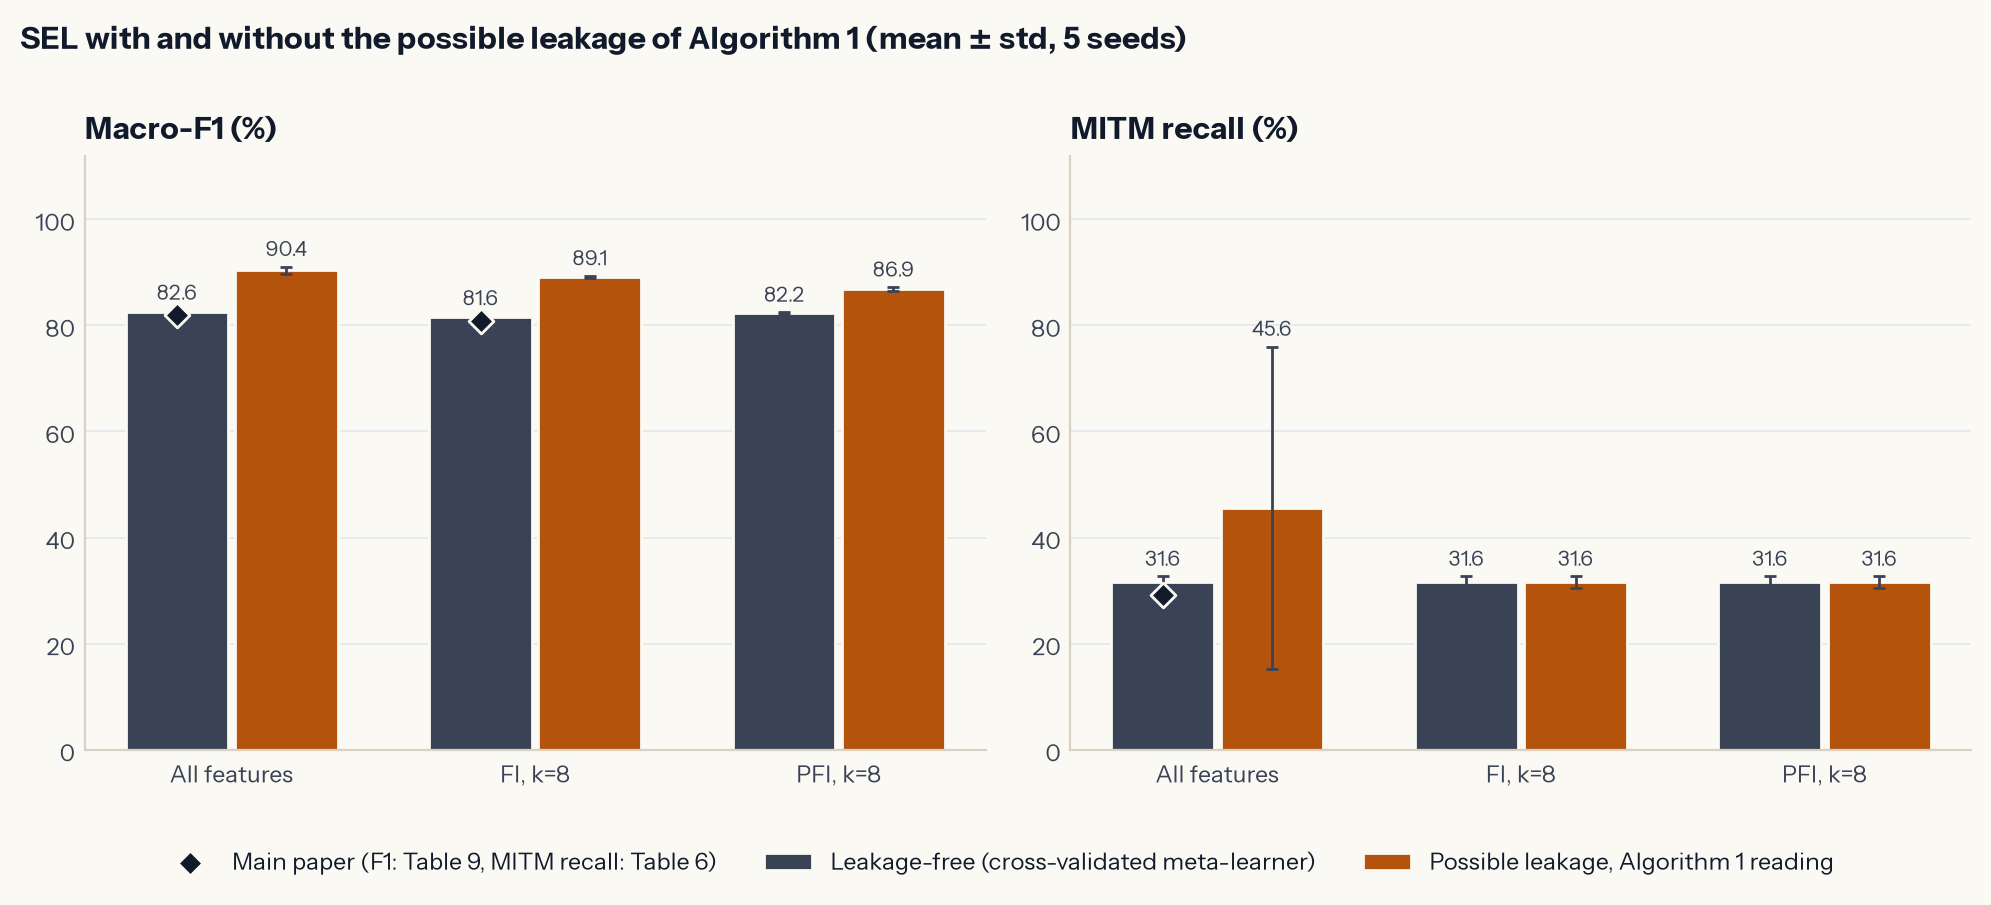 SEL with and without the possible leakage of Algorithm 1 (mean ± std, 5 seeds)
Macro-F1 (%)
100
80
60
40
20
0
82.6
90.4
81.6
89.1
82.2
86.9
All features
FI, k=8
PFI, k=8
MITM recall (%)
100
80
60
40
20
0
31.6
45.6
31.6
31.6
31.6
31.6
All features
FI, k=8
PFI, k=8
Main paper (F1: Table 9, MITM recall: Table 6)
Leakage-free (cross-validated meta-learner)
Possible leakage, Algorithm 1 reading